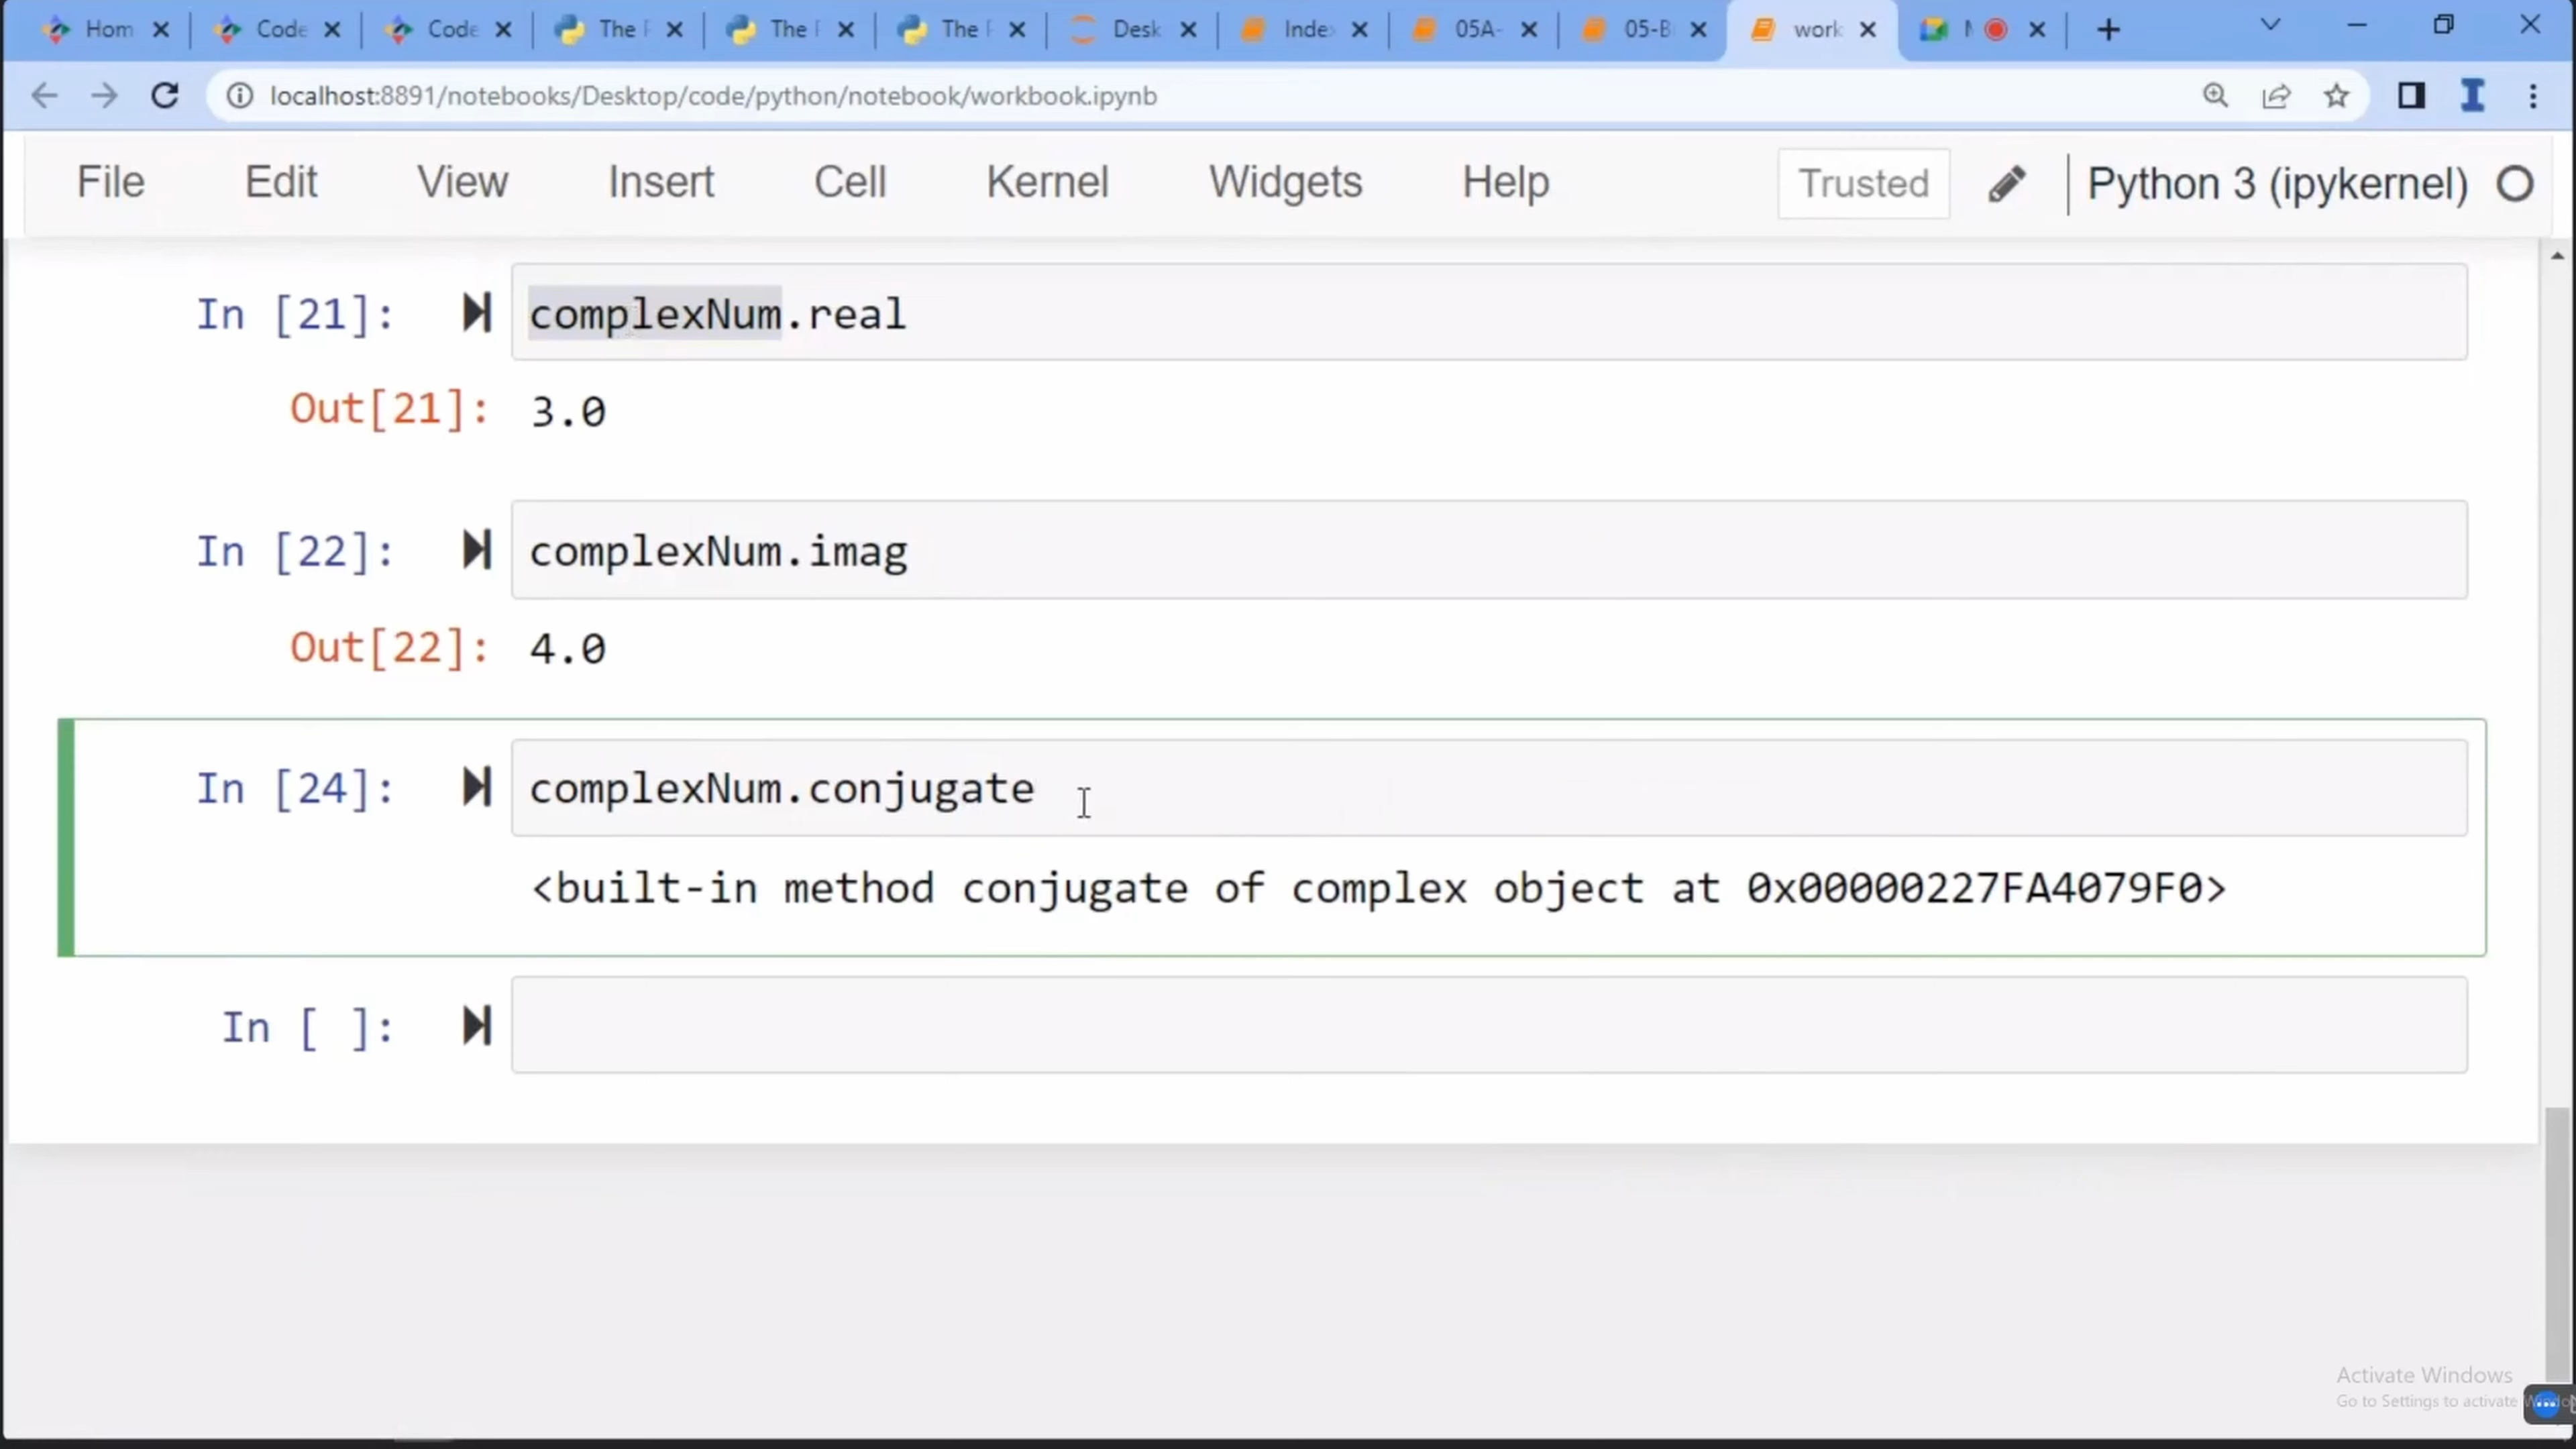 Hom
Code
Code
The
The
The
Desk
Inde
05A-
05-B
work
localhost:8891/notebooks/Desktop/code/python/notebook/workbook.ipynb
File Edit View Insert Cell Kernel Widgets Help Trusted Python 3 (ipykernel)
In [21]: complexNum.real
Out[21]: 3.0
In [22]: complexNum.imag
Out[22]: 4.0
In [24]: complexNum.conjugate
<built-in method conjugate of complex object at 0x00000227FA4079F0>
In [ ]:
Activate Windows
Go to Settings to activate